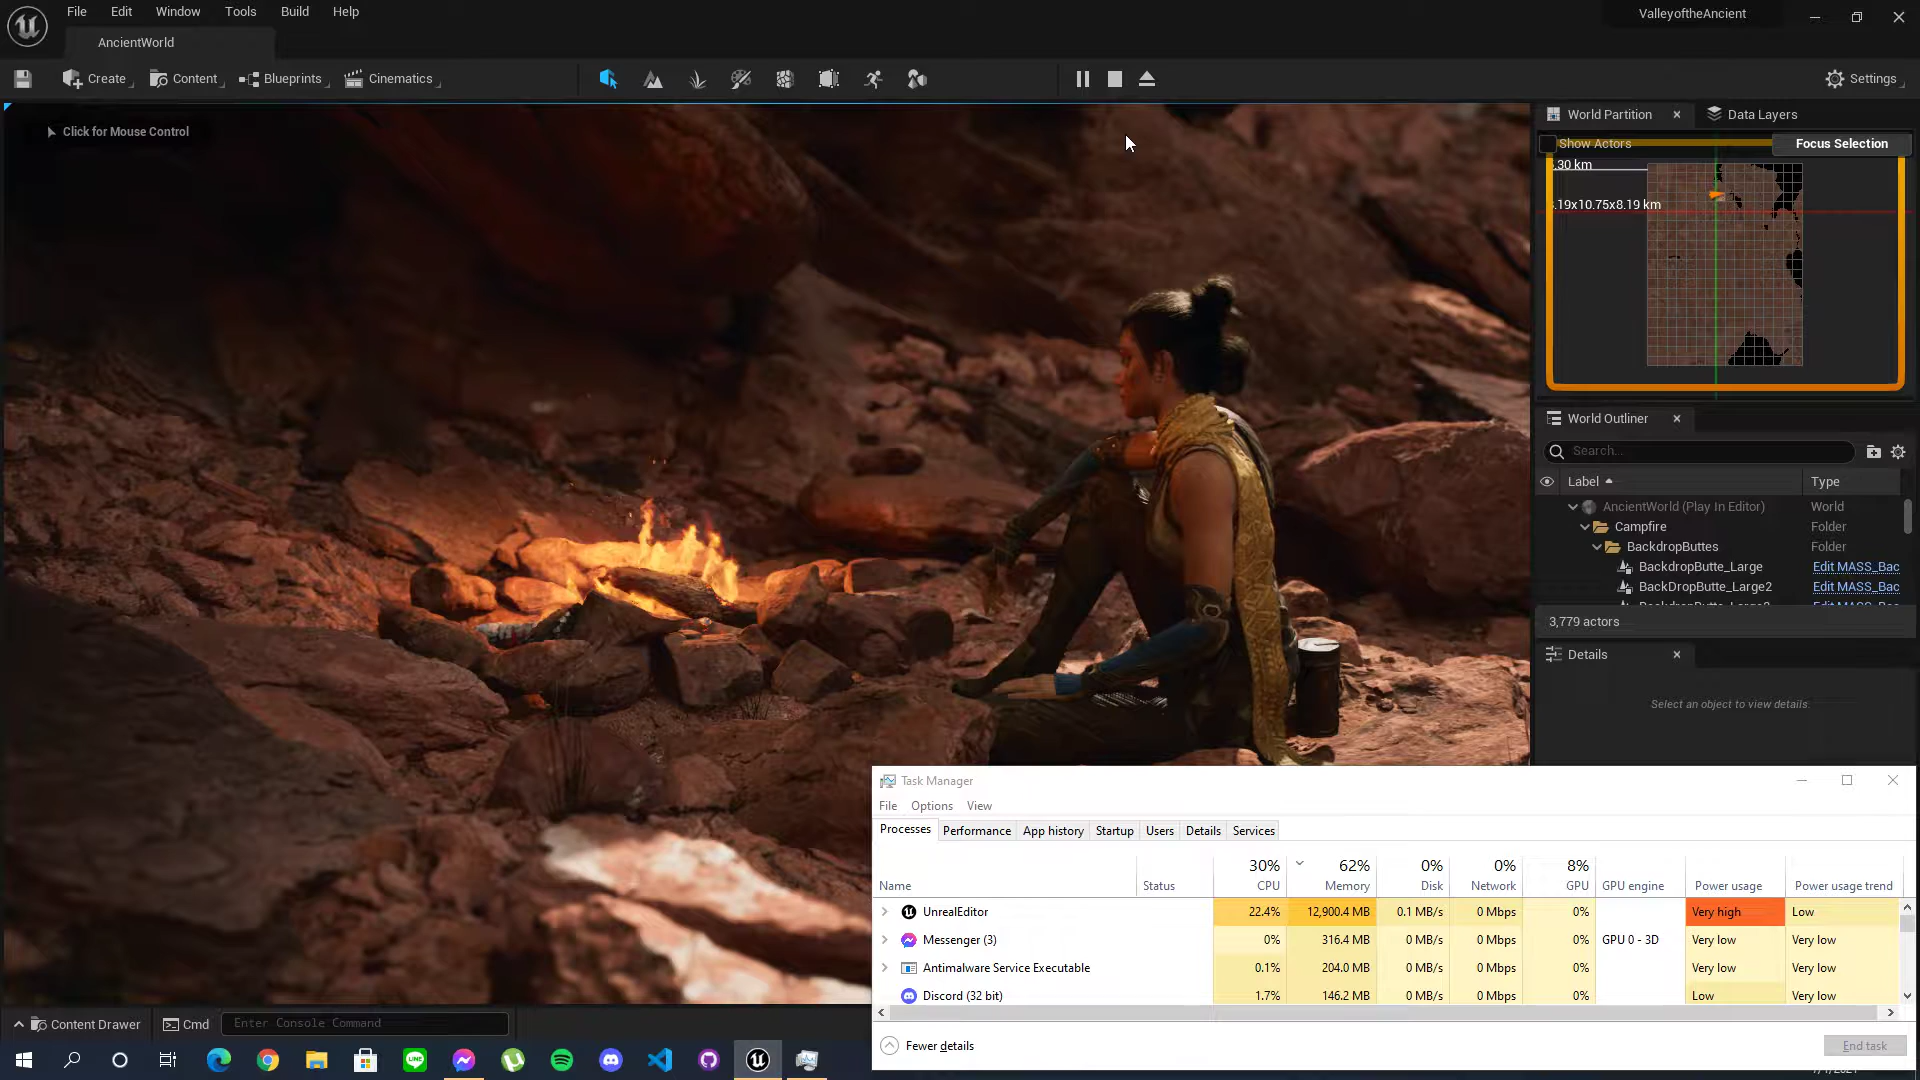 File Edit Window Tools Build Help
ValleyoftheAncient
AncientWorld
Create Content Blueprints Cinematics
Settings
Click for Mouse Control
World Partition
Data Layers
Show Actors
Focus Selection
.30 km
.19x10.75x8.19 km
World Outliner
Search...
Label Type
AncientWorld (Play In Editor) World
Campfire Folder
BackdropButtes Folder
BackdropButte_Large Edit MASS_Bac
BackDropButte_Large2 Edit MASS_Bac
3,779 actors
Details
Select an object to view details.
Task Manager
File Options View
Processes Performance App history Startup Users Details Services
30% 62% 0% 0% 8%
Name Status CPU Memory Disk Network GPU GPU engine Power usage Power usage trend
UnrealEditor 22.4% 12,900.4 MB 0.1 MB/s 0 Mbps 0% Very high Low
Messenger (3) 0% 316.4 MB 0 MB/s 0 Mbps 0% GPU 0 - 3D Very low Very low
Antimalware Service Executable 0.1% 204.0 MB 0 MB/s 0 Mbps 0% Very low Very low
Discord (32 bit) 1.7% 146.2 MB 0 MB/s 0 Mbps 0% Low Very low
Fewer details
End task
Content Drawer Cmd Enter Console Command
LINE